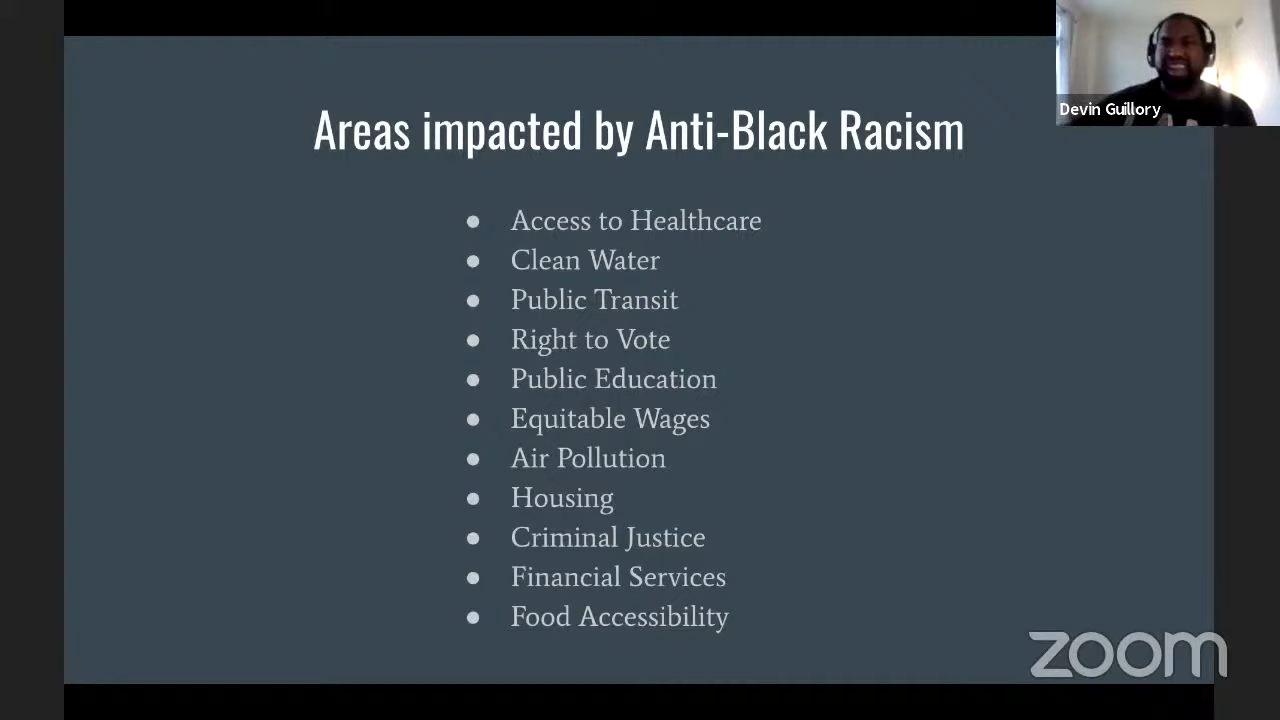 Areas impacted by Anti-Black Racism
Devin Guillory
● Access to Healthcare
● Clean Water
● Public Transit
● Right to Vote
● Public Education
● Equitable Wages
● Air Pollution
● Housing
● Criminal Justice
● Financial Services
● Food Accessibility
zoom